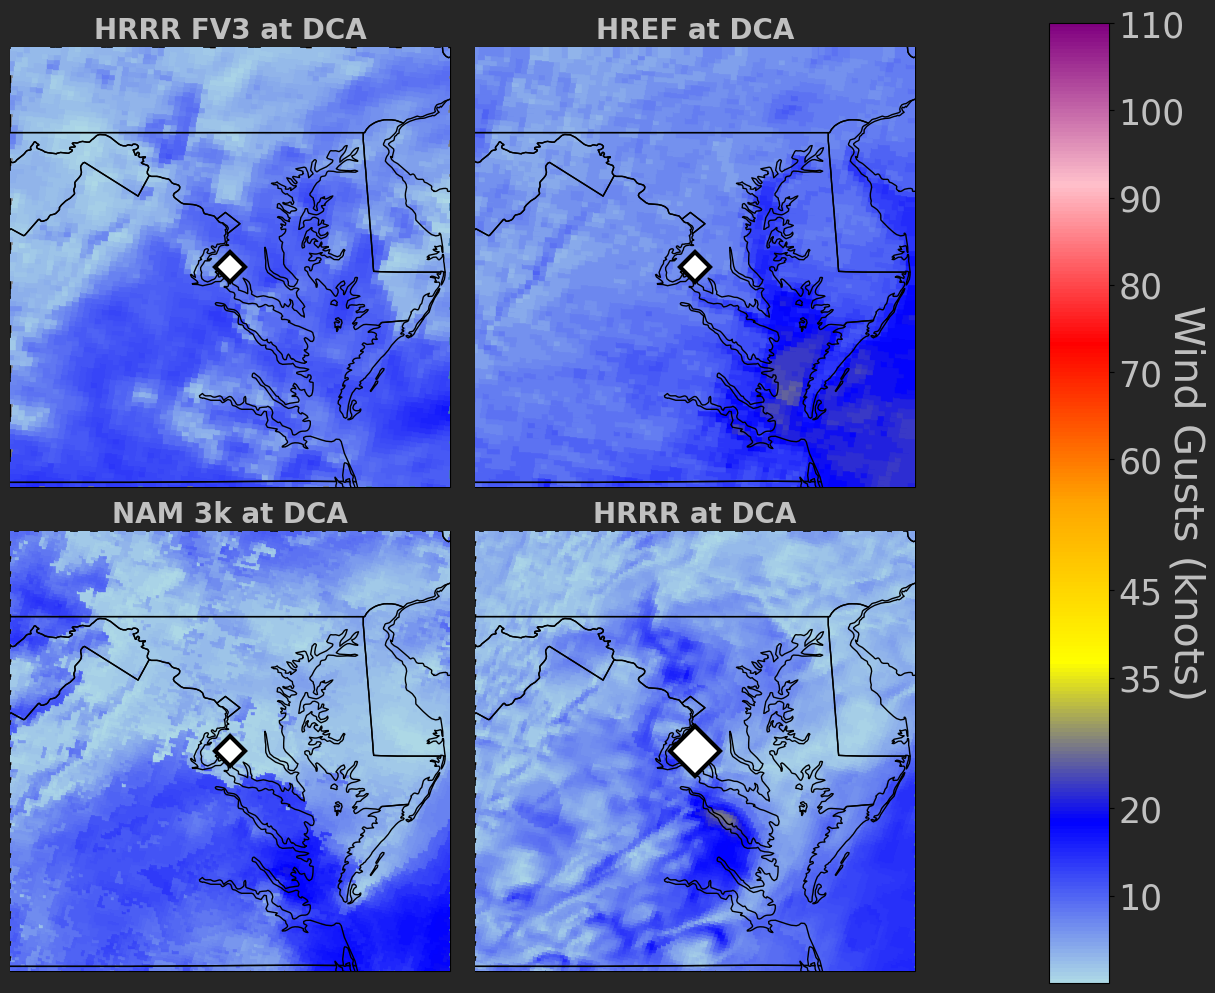 HRRR FV3 at DCA
HREF at DCA
NAM 3k at DCA
HRRR at DCA
110
100
90
80
70
60
45
35
20
10
Wind Gusts (knots)